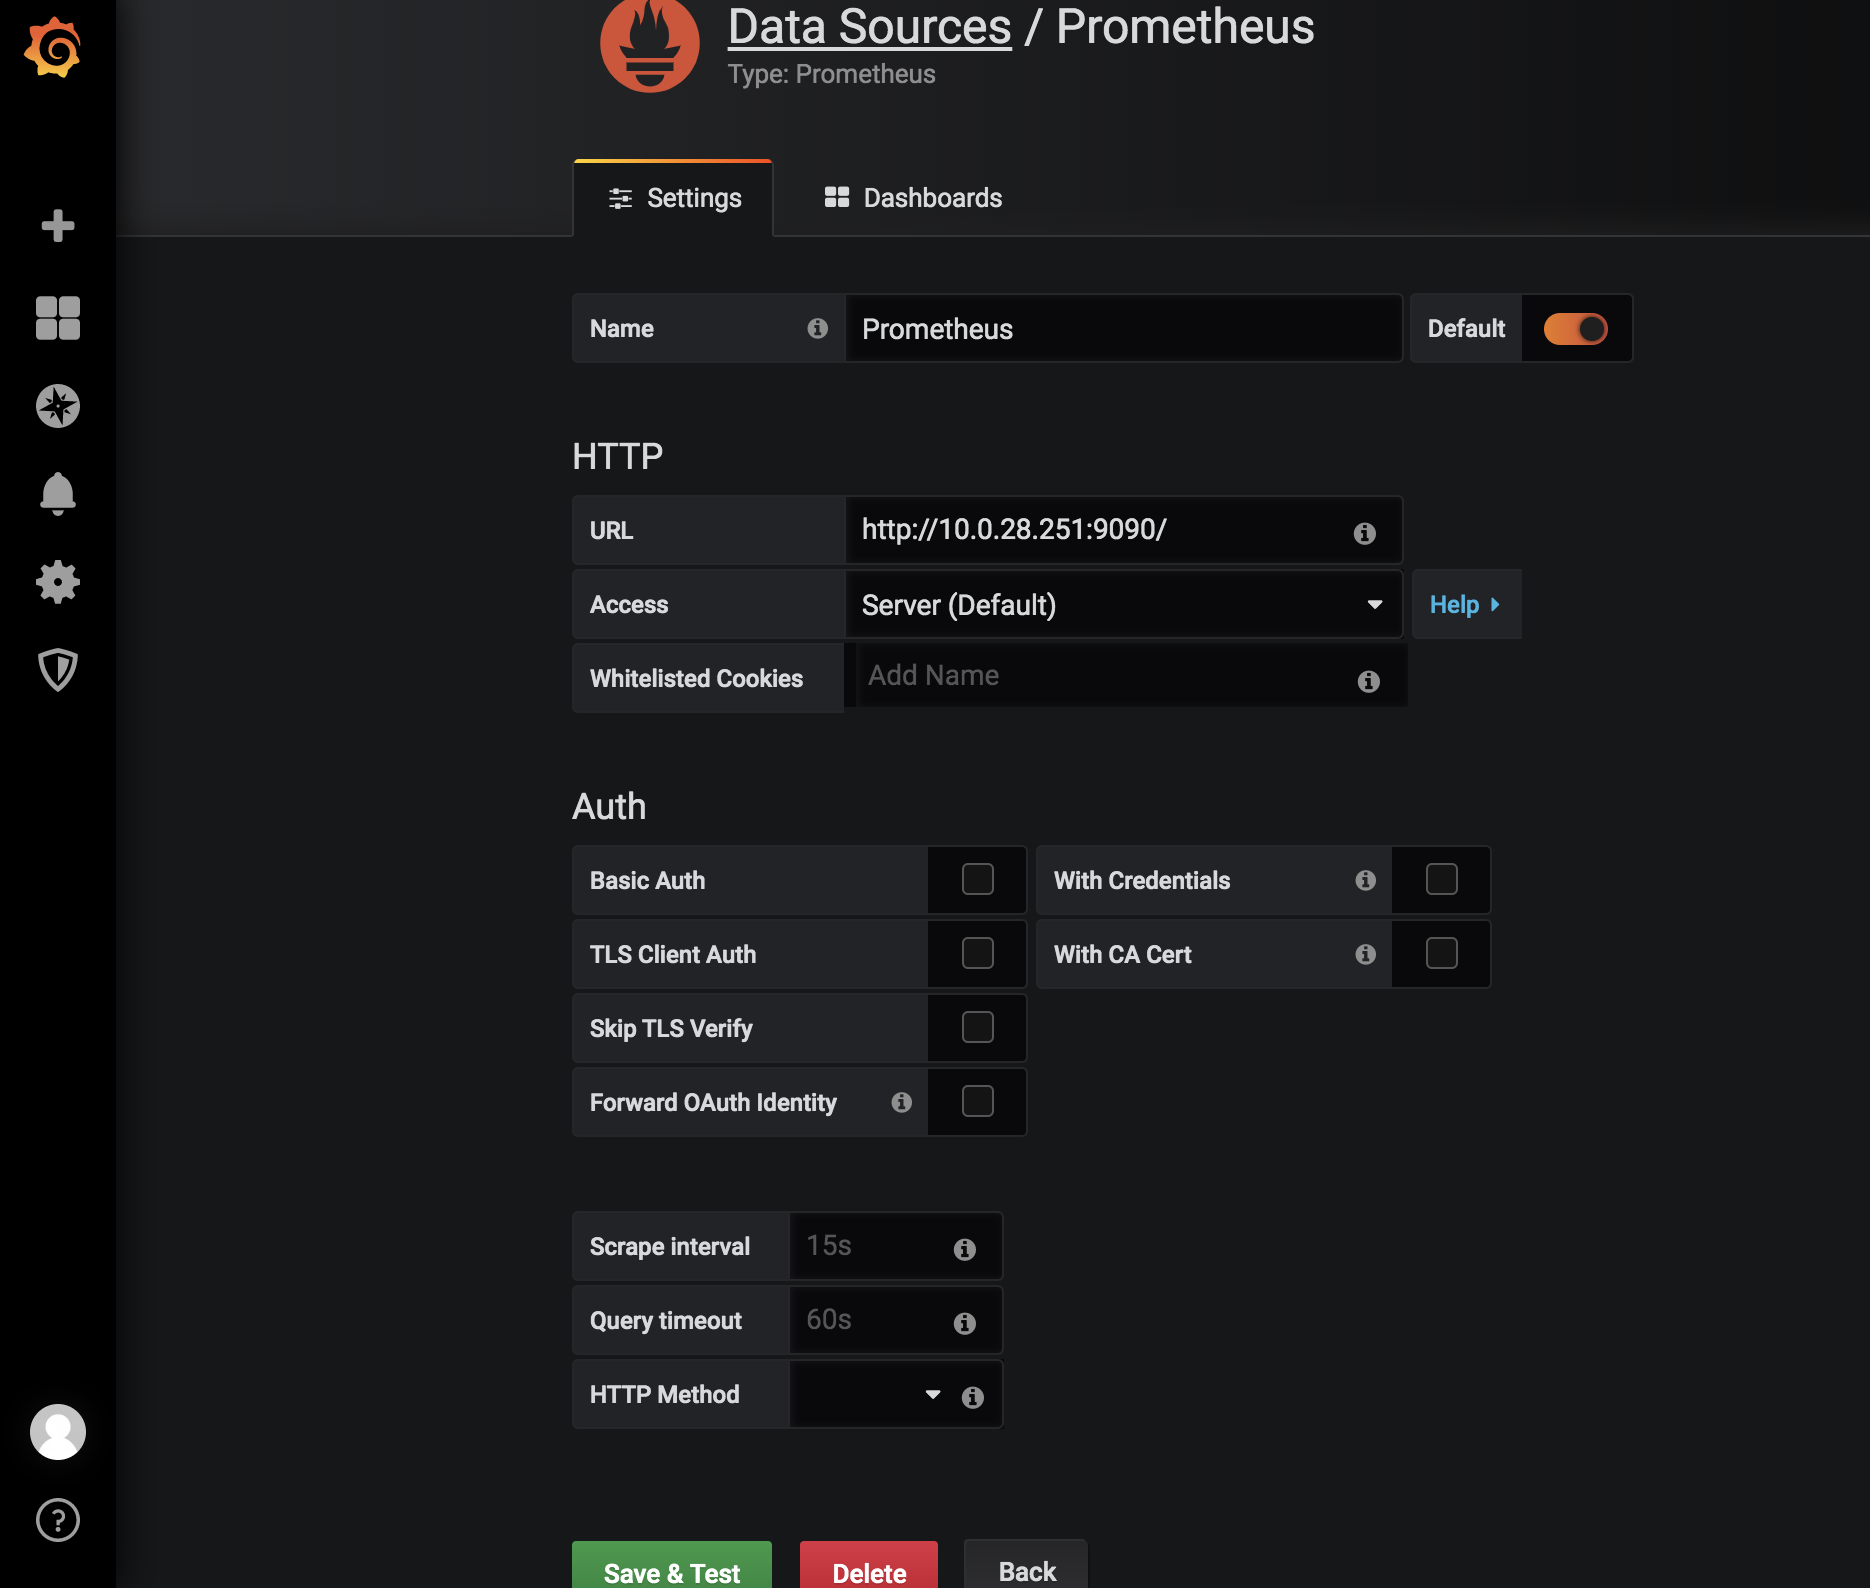 Data Sources / Prometheus
Type: Prometheus
Settings
Dashboards
Name
Prometheus
Default
HTTP
URL
http://10.0.28.251:9090/
Access
Server (Default)
Help
Whitelisted Cookies
Add Name
Auth
Basic Auth
With Credentials
TLS Client Auth
With CA Cert
Skip TLS Verify
Forward OAuth Identity
Scrape interval
15s
Query timeout
60s
HTTP Method
Save & Test
Delete
Back